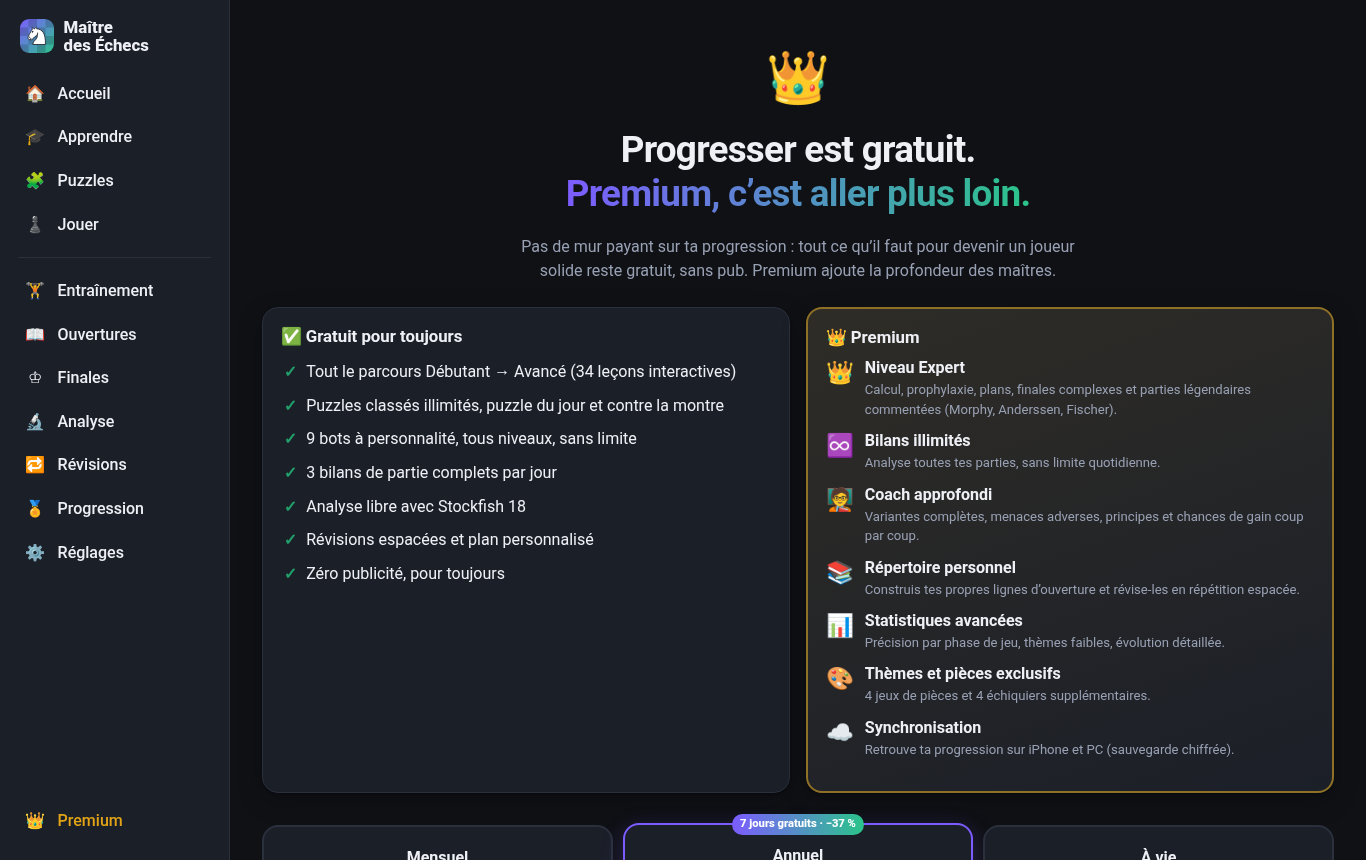 Maître
des Échecs
Accueil
Apprendre
Puzzles
Jouer
Entraînement
Ouvertures
Finales
Analyse
Révisions
Progression
Réglages
Premium
Progresser est gratuit.
Premium, c’est aller plus loin.
Pas de mur payant sur ta progression : tout ce qu’il faut pour devenir un joueur
solide reste gratuit, sans pub. Premium ajoute la profondeur des maîtres.
✅ Gratuit pour toujours
✓ Tout le parcours Débutant → Avancé (34 leçons interactives)
✓ Puzzles classés illimités, puzzle du jour et contre la montre
✓ 9 bots à personnalité, tous niveaux, sans limite
✓ 3 bilans de partie complets par jour
✓ Analyse libre avec Stockfish 18
✓ Révisions espacées et plan personnalisé
✓ Zéro publicité, pour toujours
👑 Premium
Niveau Expert
Calcul, prophylaxie, plans, finales complexes et parties légendaires
commentées (Morphy, Anderssen, Fischer).
Bilans illimités
Analyse toutes tes parties, sans limite quotidienne.
Coach approfondi
Variantes complètes, menaces adverses, principes et chances de gain coup
par coup.
Répertoire personnel
Construis tes propres lignes d’ouverture et révise-les en répétition espacée.
Statistiques avancées
Précision par phase de jeu, thèmes faibles, évolution détaillée.
Thèmes et pièces exclusifs
4 jeux de pièces et 4 échiquiers supplémentaires.
Synchronisation
Retrouve ta progression sur iPhone et PC (sauvegarde chiffrée).
7 jours gratuits · −37 %
Mensuel
Annuel
À vie